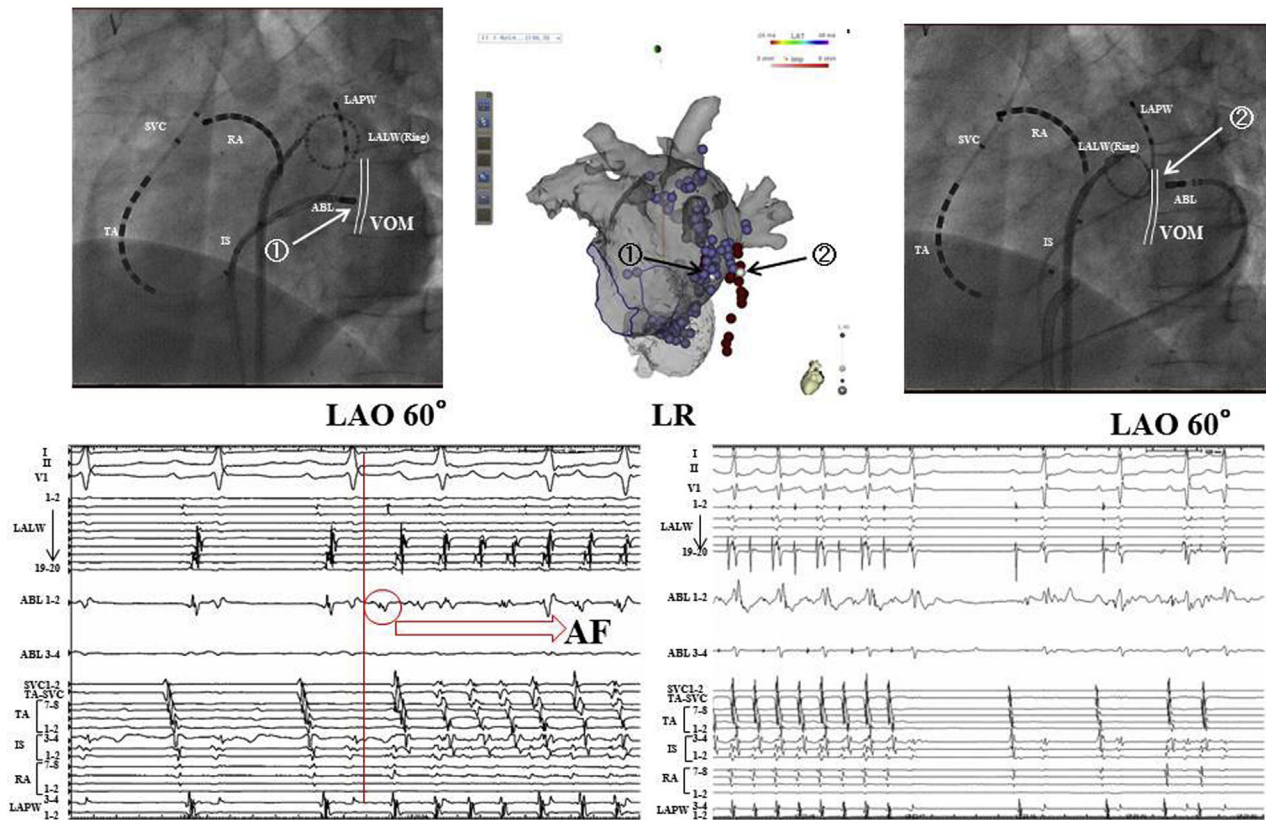 LAPW
SVC
RA
LALW(Ring)
ABL
VOM
TA
IS
①
LAO 60°
LAT
①
②
LR
LAPW
②
SVC
RA
LALW(Ring)
ABL
VOM
TA
IS
LAO 60°
I
II
V1
1-2
LALW
19-20
ABL 1-2
AF
ABL 3-4
SVC1-2
TA-SVC
7-8
TA
1-2
3-4
IS
1-2
7-8
RA
1-2
3-4
LAPW
1-2
I
II
V1
1-2
LALW
19-20
ABL 1-2
ABL 3-4
SVC1-2
TA-SVC
7-8
TA
1-2
3-4
IS
1-2
7-8
RA
1-2
3-4
LAPW
1-2